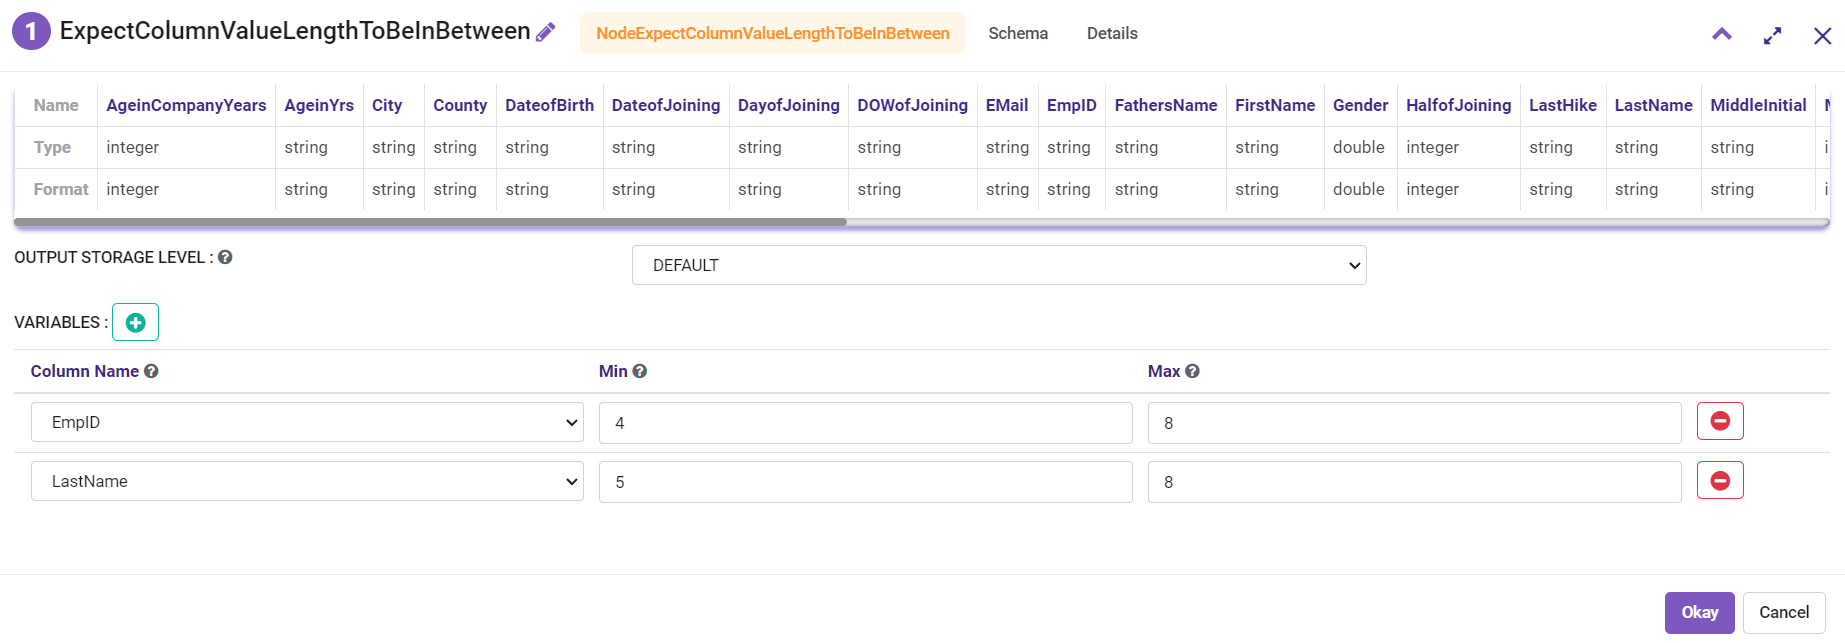 1 ExpectColumnValueLengthToBeInBetween NodeExpectColumnValueLengthToBeInBetween Schema Details
Name AgeinCompanyYears AgeinYrs City County DateofBirth DateofJoining DayofJoining DOWofJoining EMail EmpID FathersName FirstName Gender HalfofJoining LastHike LastName MiddleInitial
Type integer string string string string string string string string string string string double integer string string string
Format integer string string string string string string string string string string string double integer string string string
OUTPUT STORAGE LEVEL : ?
DEFAULT
VARIABLES : +
Column Name ? Min ? Max ?
EmpID 4 8
LastName 5 8
Okay Cancel